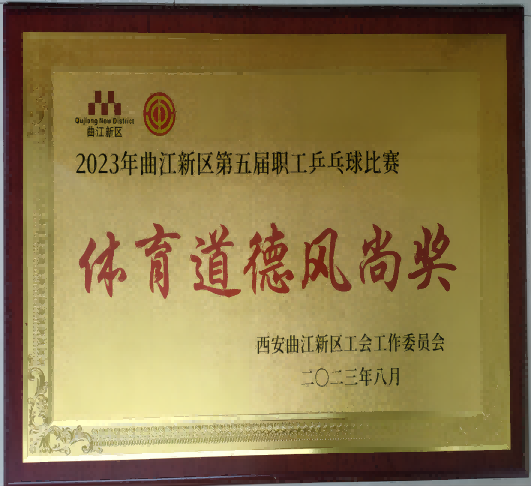 Qujiang New District
曲江新区
2023年曲江新区第五届职工乒乓球比赛
体育道德风尚奖
西安曲江新区工会工作委员会
二〇二三年八月